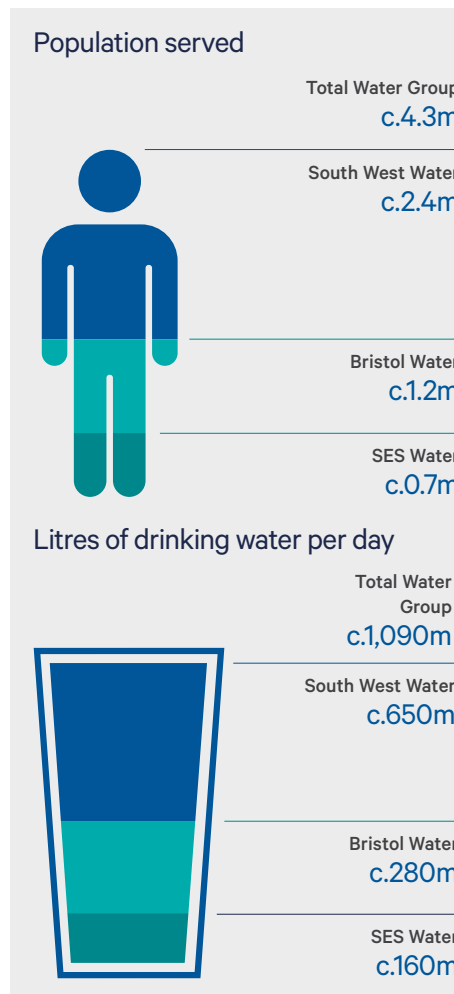 Population served
Total Water Group
c.4.3m
South West Water
c.2.4m
Bristol Water
c.1.2m
SES Water
c.0.7m
Litres of drinking water per day
Total Water
Group
c.1,090m
South West Water
c.650m
Bristol Water
c.280m
SES Water
c.160m